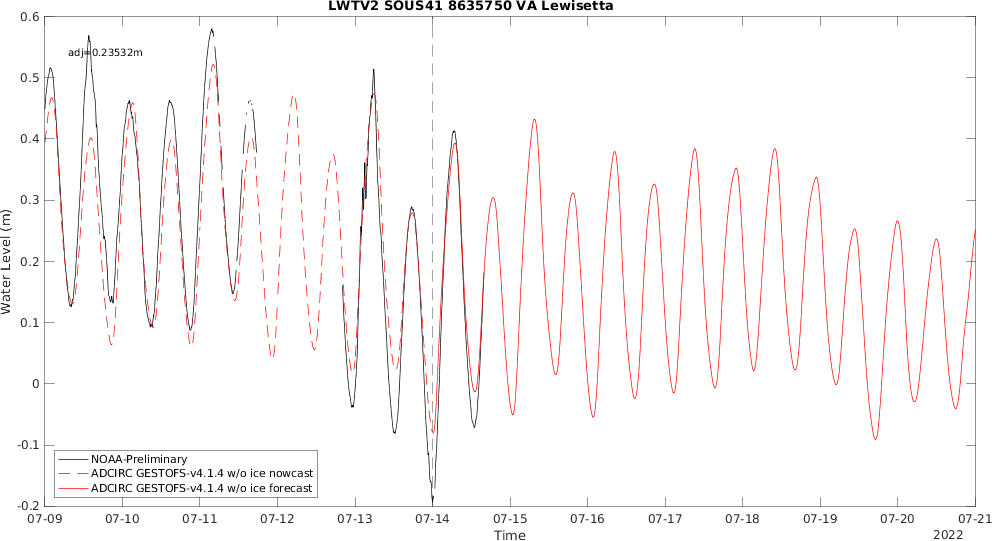 LWTV2 SOUS41 8635750 VA Lewisetta
adj=0.23532m
0.6
0.5
0.4
0.3
0.2
0.1
0
-0.1
-0.2
Water Level (m)
NOAA-Preliminary
ADCIRC GESTOFS-v4.1.4 w/o ice nowcast
ADCIRC GESTOFS-v4.1.4 w/o ice forecast
07-09 07-10 07-11 07-12 07-13 07-14 07-15 07-16 07-17 07-18 07-19 07-20 07-21
Time
2022